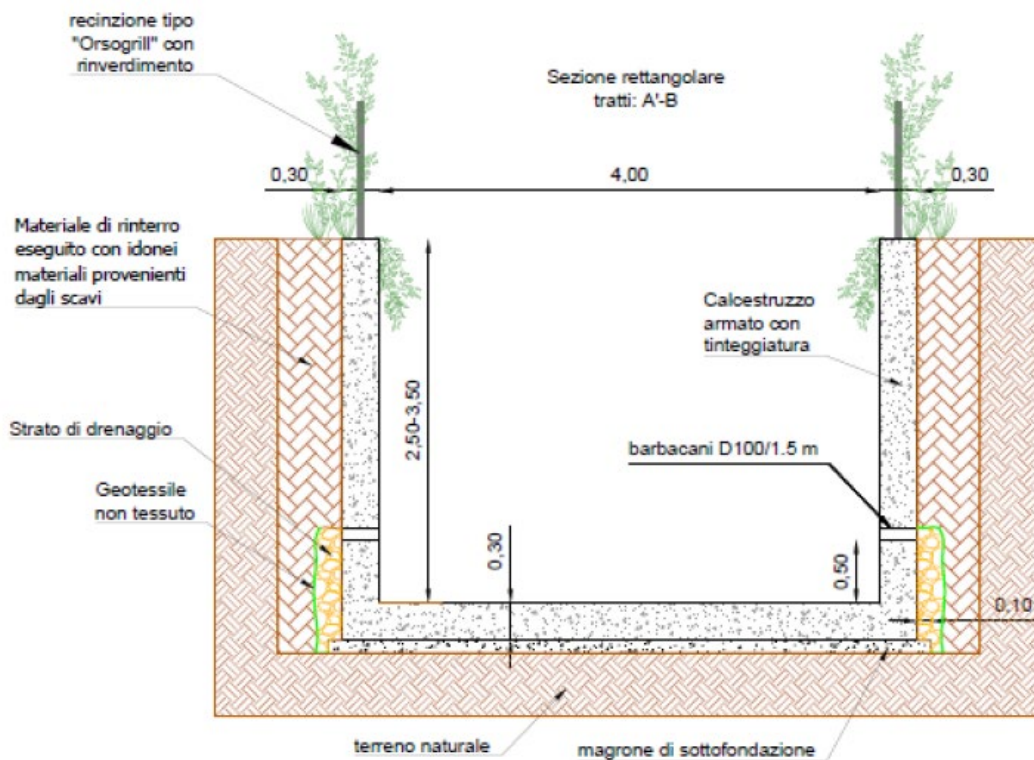 recinzione tipo
"Orsogrill" con
rinverdimento
Sezione rettangolare
tratti: A'-B
0,30
4,00
0,30
Materiale di rinterro
eseguito con idonei
materiali provenienti
dagli scavi
Calcestruzzo
armato con
tinteggiatura
2,50-3,50
Strato di drenaggio
barbacani D100/1.5 m
Geotessile
non tessuto
0,30
0,50
0,10
terreno naturale
magrone di sottofondazione